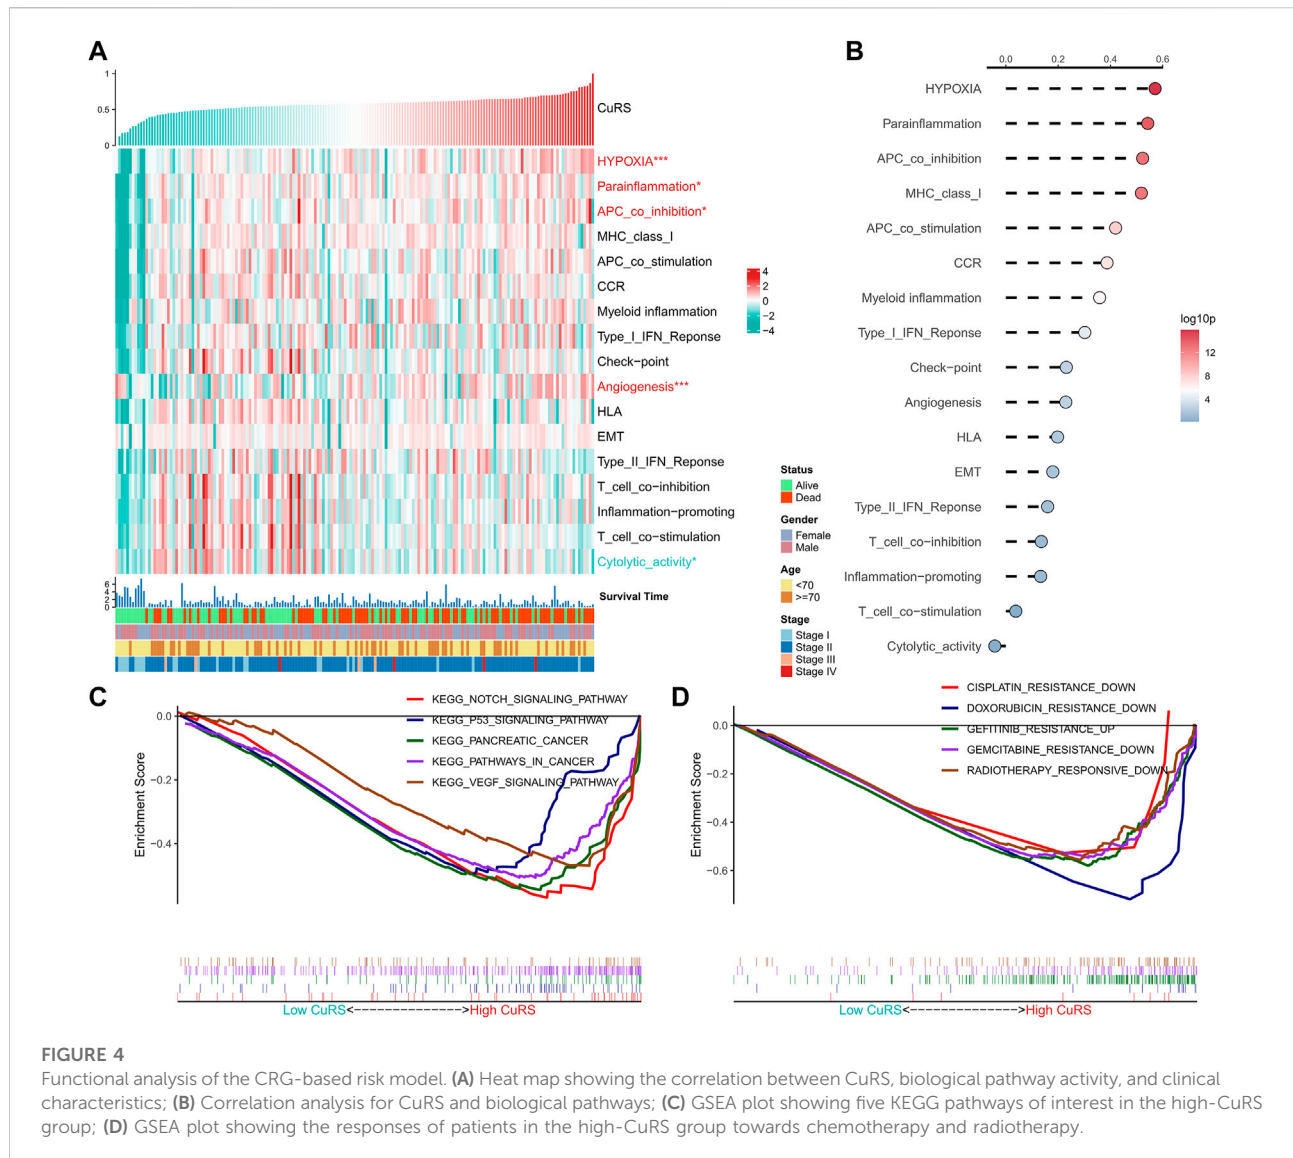 A
1
0.5
0
CuRS
HYPOXIA***
Parainflammation*
APC_co_inhibition*
MHC_class_I
APC_co_stimulation
CCR
Myeloid inflammation
Type_I_IFN_Reponse
Check-point
Angiogenesis***
HLA
EMT
Type_II_IFN_Reponse
T_cell_co-inhibition
Inflammation-promoting
T_cell_co-stimulation
Cytolytic_activity*
4
2
0
-2
-4
6
4
2
0
Survival Time
Status
Alive
Dead
Gender
Female
Male
Age
<70
>=70
Stage
Stage I
Stage II
Stage III
Stage IV
B
0.0 0.2 0.4 0.6
HYPOXIA
Parainflammation
APC_co_inhibition
MHC_class_I
APC_co_stimulation
CCR
Myeloid inflammation
Type_I_IFN_Reponse
Check-point
Angiogenesis
HLA
EMT
Type_II_IFN_Reponse
T_cell_co-inhibition
Inflammation-promoting
T_cell_co-stimulation
Cytolytic_activity
log10p
12
8
4
C
KEGG_NOTCH_SIGNALING_PATHWAY
KEGG_P53_SIGNALING_PATHWAY
KEGG_PANCREATIC_CANCER
KEGG_PATHWAYS_IN_CANCER
KEGG_VEGF_SIGNALING_PATHWAY
0.0
-0.2
-0.4
Enrichment Score
Low CuRS<------------->High CuRS
D
CISPLATIN_RESISTANCE_DOWN
DOXORUBICIN_RESISTANCE_DOWN
GEFITINIB_RESISTANCE_UP
GEMCITABINE_RESISTANCE_DOWN
RADIOTHERAPY_RESPONSIVE_DOWN
0.0
-0.2
-0.4
-0.6
Enrichment Score
Low CuRS<------------->High CuRS
FIGURE 4
Functional analysis of the CRG-based risk model. (A) Heat map showing the correlation between CuRS, biological pathway activity, and clinical
characteristics; (B) Correlation analysis for CuRS and biological pathways; (C) GSEA plot showing five KEGG pathways of interest in the high-CuRS
group; (D) GSEA plot showing the responses of patients in the high-CuRS group towards chemotherapy and radiotherapy.